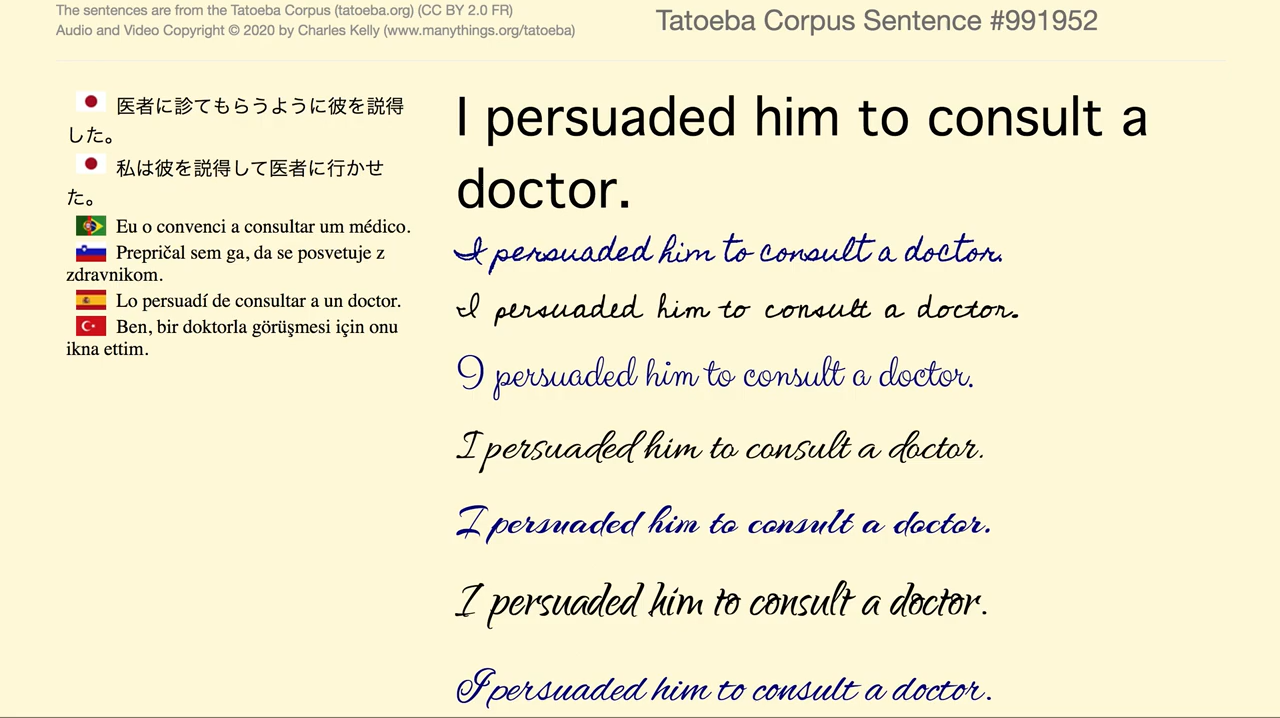 The sentences are from the Tatoeba Corpus (tatoeba.org) (CC BY 2.0 FR)
Audio and Video Copyright © 2020 by Charles Kelly (www.manythings.org/tatoeba)
Tatoeba Corpus Sentence #991952
医者に診てもらうように彼を説得
した。
私は彼を説得して医者に行かせ
た。
Eu o convenci a consultar um médico.
Prepričal sem ga, da se posvetuje z
zdravnikom.
Lo persuadí de consultar a un doctor.
Ben, bir doktorla görüşmesi için onu
ikna ettim.
I persuaded him to consult a
doctor.
I persuaded him to consult a doctor.
I persuaded him to consult a doctor.
I persuaded him to consult a doctor.
I persuaded him to consult a doctor.
I persuaded him to consult a doctor.
I persuaded him to consult a doctor.
I persuaded him to consult a doctor.